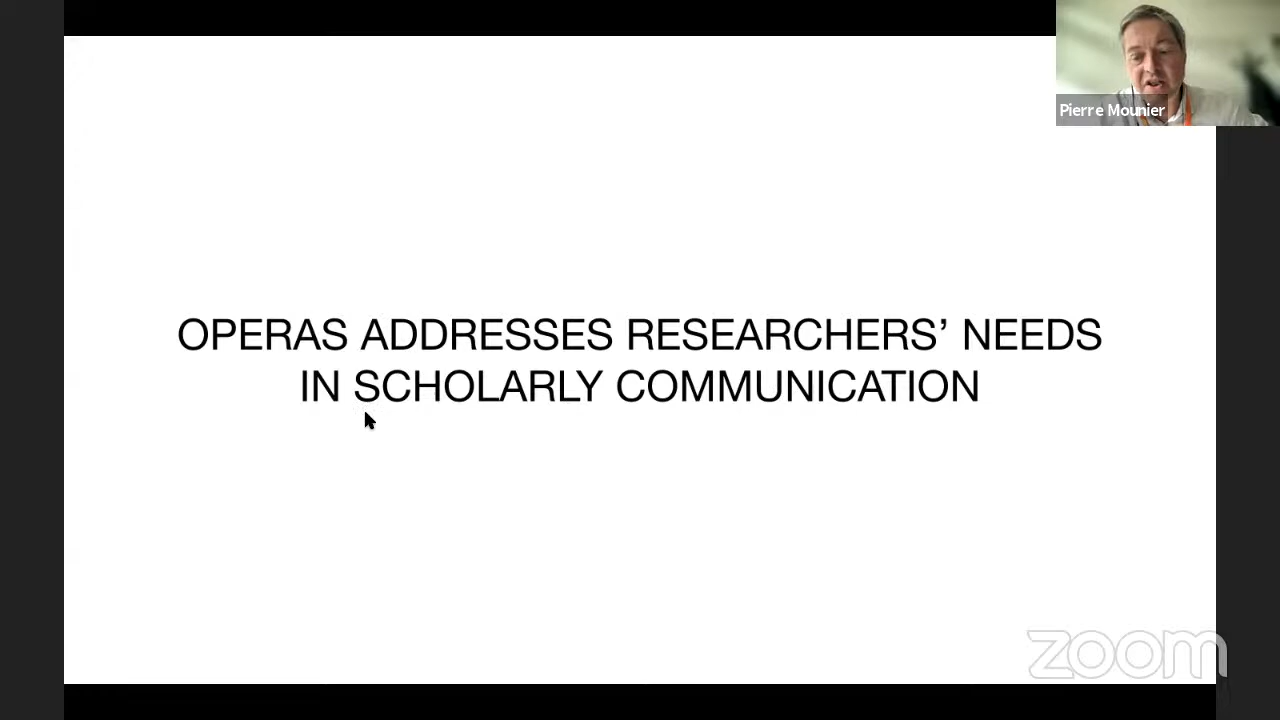 Pierre Mounier
OPERAS ADDRESSES RESEARCHERS’ NEEDS
IN SCHOLARLY COMMUNICATION
zoom